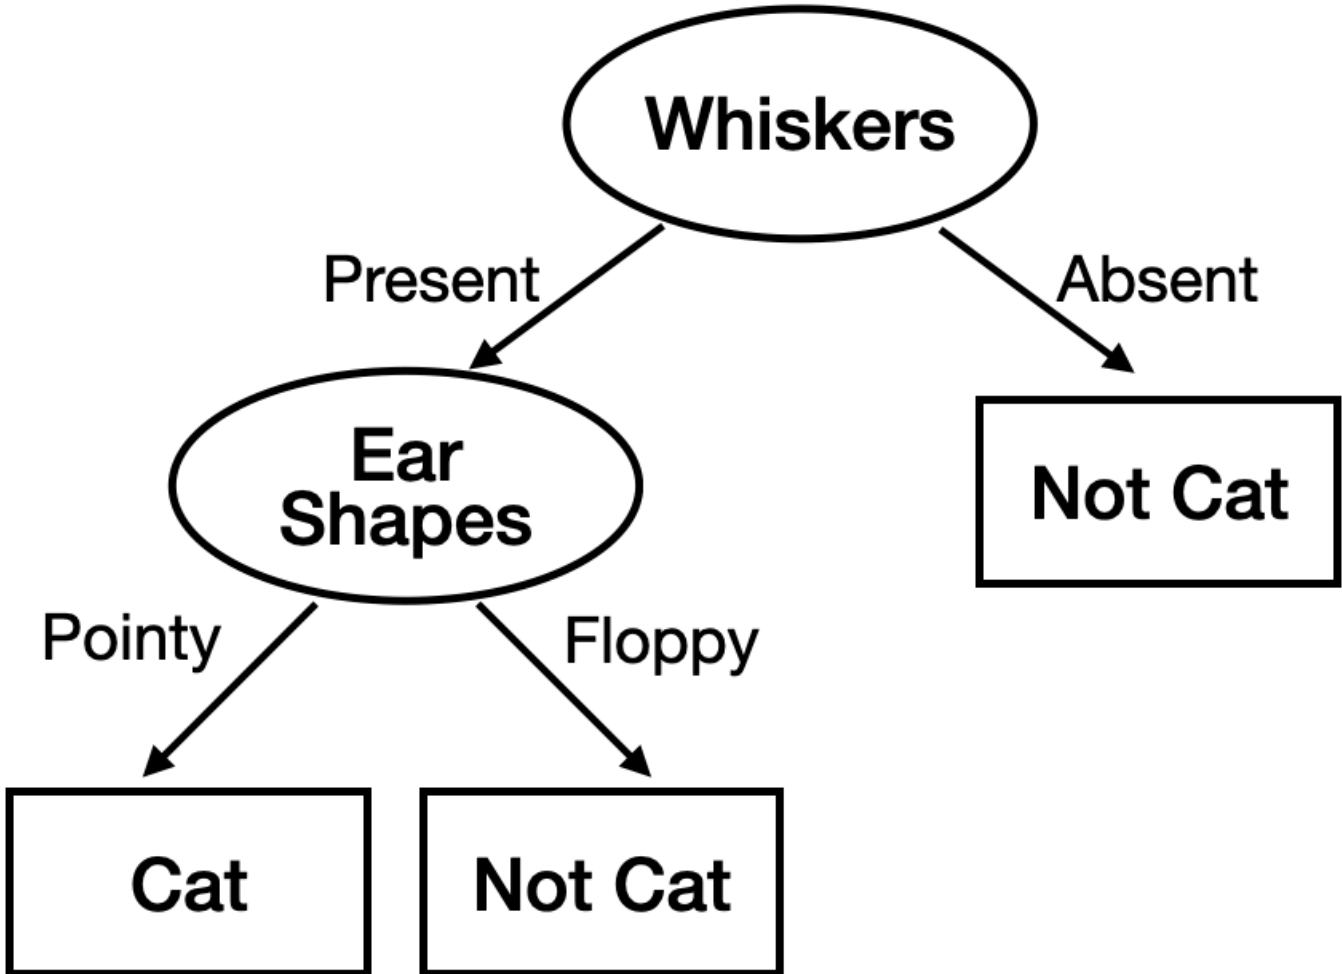 Whiskers
Present
Absent
Ear
Shapes
Not Cat
Pointy
Floppy
Cat
Not Cat